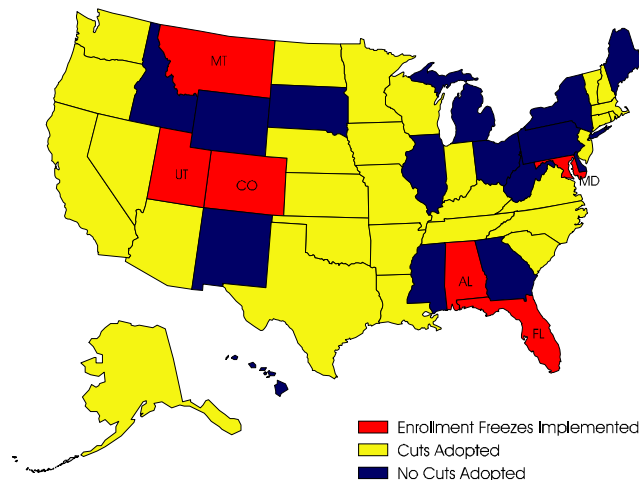 MT
UT
CO
MD
AL
FL
Enrollment Freezes Implemented
Cuts Adopted
No Cuts Adopted